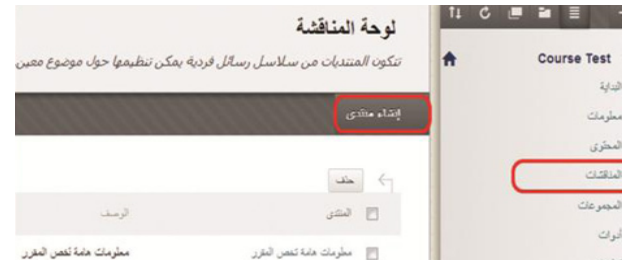 Course Test
البداية
معلومات
المحتوى
المناقشات
المجموعات
أدوات
لوحة المناقشة
تتكون المنتديات من سلاسل رسائل فردية يمكن تنظيمها حول موضوع معين
إنشاء منتدى
حذف
المنتدى الوصف
معلومات هامة تخص المقرر معلومات هامة تخص المقرر